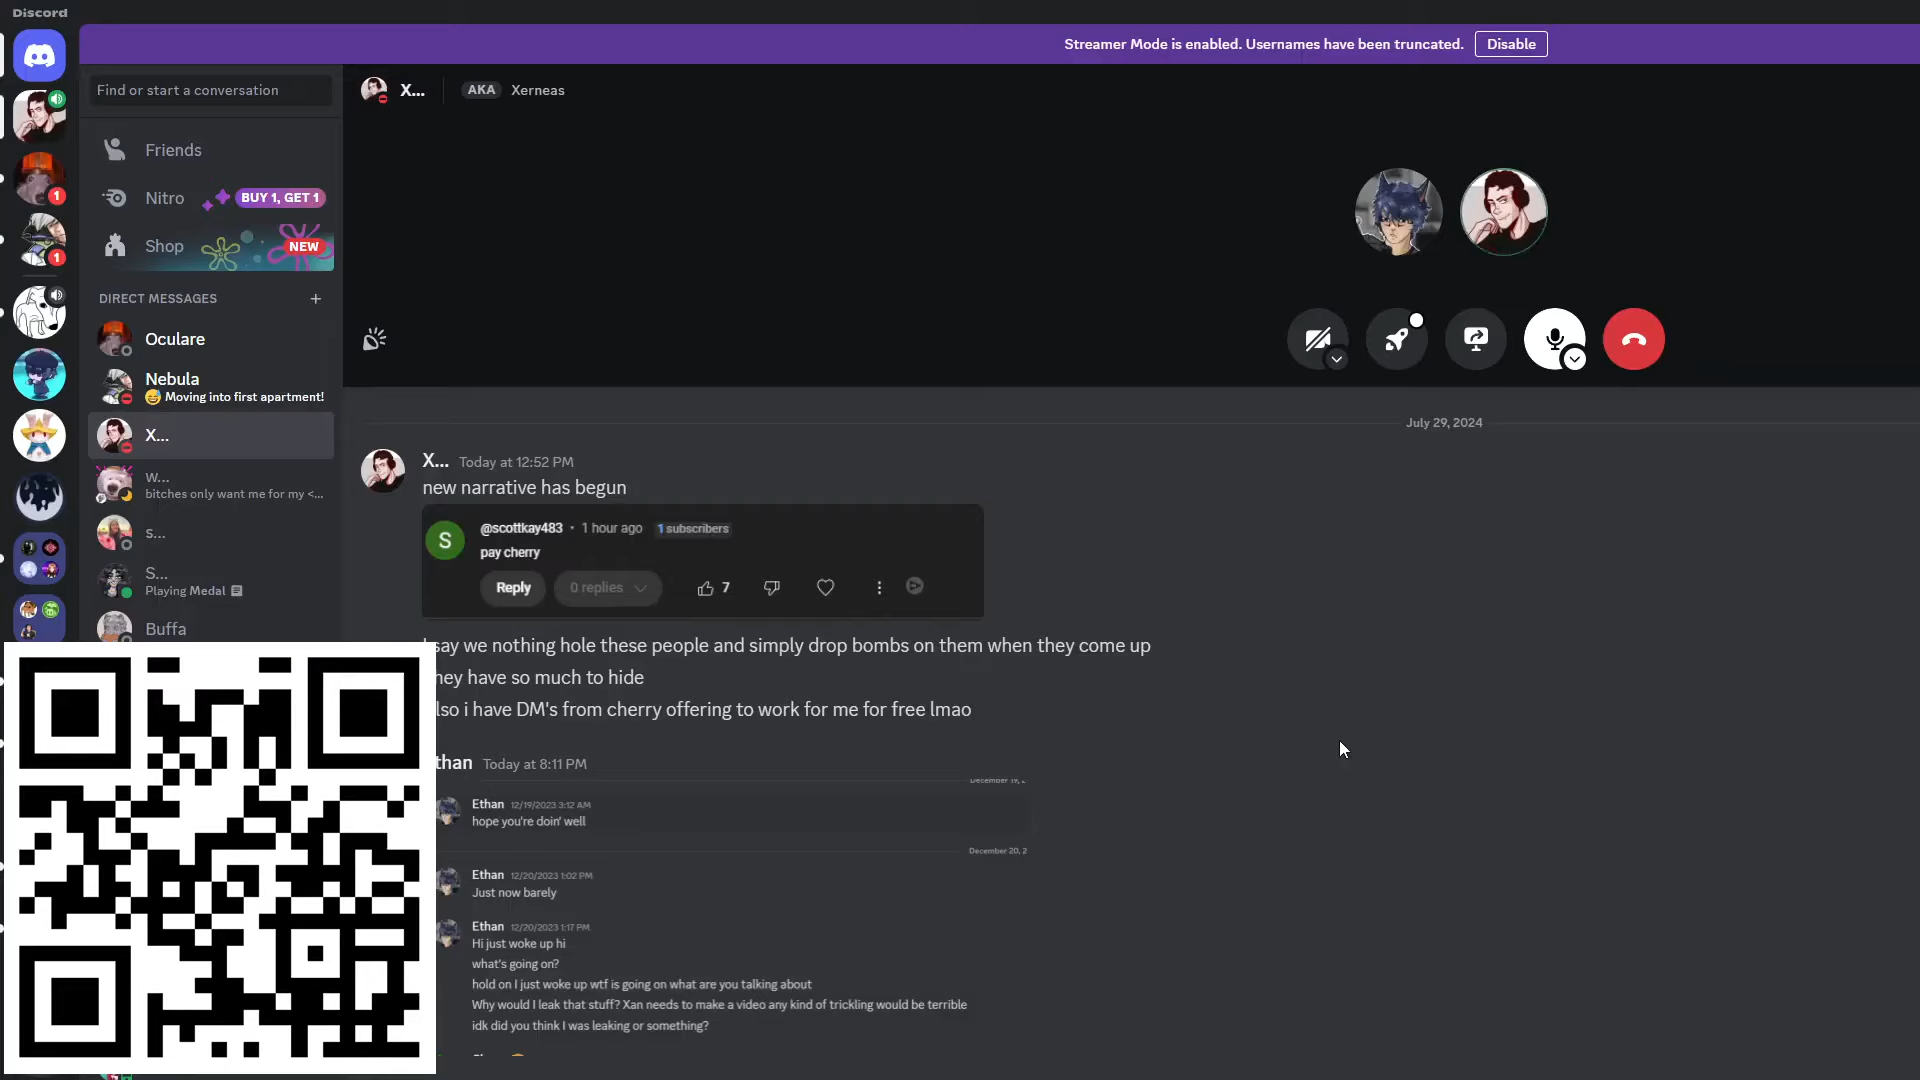 Discord
Streamer Mode is enabled. Usernames have been truncated.
Disable
Find or start a conversation
X...
AKA
Xerneas
Friends
Nitro
BUY 1, GET 1
Shop
NEW
DIRECT MESSAGES
1
1
Oculare
Nebula
😅 Moving into first apartment!
X...
W...
bitches only want me for my <...
s...
S...
Playing Medal
Buffa
July 29, 2024
X... Today at 12:52 PM
new narrative has begun
S
@scottkay483 • 1 hour ago 1 subscribers
pay cherry
Reply
0 replies
7
say we nothing hole these people and simply drop bombs on them when they come up
hey have so much to hide
lso i have DM's from cherry offering to work for me for free lmao
than Today at 8:11 PM
December 19, 2
Ethan 12/19/2023 3:12 AM
hope you're doin' well
December 20, 2
Ethan 12/20/2023 1:02 PM
Just now barely
Ethan 12/20/2023 1:17 PM
Hi just woke up hi
what's going on?
hold on I just woke up wtf is going on what are you talking about
Why would I leak that stuff? Xan needs to make a video any kind of trickling would be terrible
idk did you think I was leaking or something?